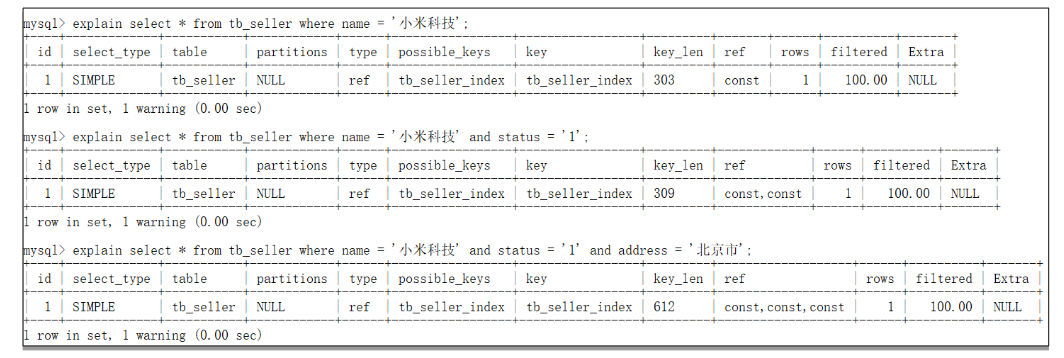 mysql> explain select * from tb_seller where name = '小米科技';
| id | select_type | table | partitions | type | possible_keys | key | key_len | ref | rows | filtered | Extra |
| 1 | SIMPLE | tb_seller | NULL | ref | tb_seller_index | tb_seller_index | 303 | const | 1 | 100.00 | NULL |
1 row in set, 1 warning (0.00 sec)
mysql> explain select * from tb_seller where name = '小米科技' and status = '1';
| id | select_type | table | partitions | type | possible_keys | key | key_len | ref | rows | filtered | Extra |
| 1 | SIMPLE | tb_seller | NULL | ref | tb_seller_index | tb_seller_index | 309 | const,const | 1 | 100.00 | NULL |
1 row in set, 1 warning (0.00 sec)
mysql> explain select * from tb_seller where name = '小米科技' and status = '1' and address = '北京市';
| id | select_type | table | partitions | type | possible_keys | key | key_len | ref | rows | filtered | Extra |
| 1 | SIMPLE | tb_seller | NULL | ref | tb_seller_index | tb_seller_index | 612 | const,const,const | 1 | 100.00 | NULL |
1 row in set, 1 warning (0.00 sec)